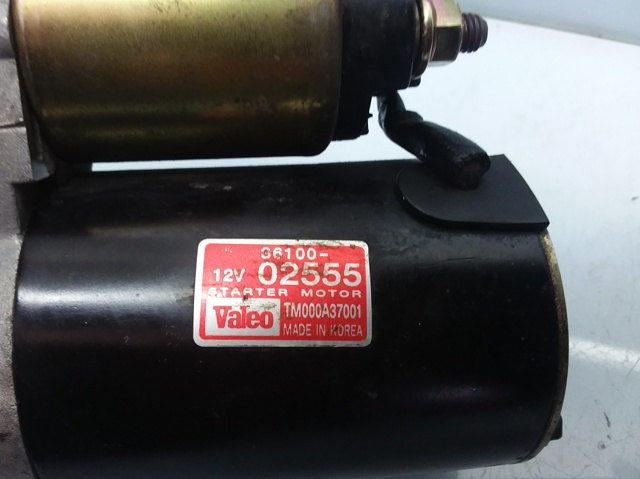 36100-
12V 02555
STARTER MOTOR
Valeo TM000A37001
MADE IN KOREA